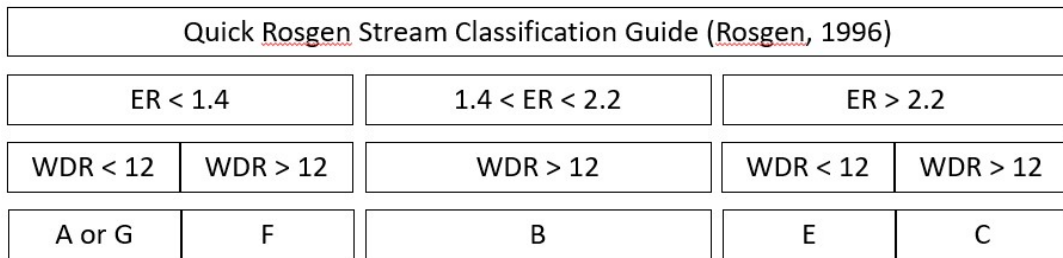 Quick Rosgen Stream Classification Guide (Rosgen, 1996)
ER < 1.4 1.4 < ER < 2.2 ER > 2.2
WDR < 12 WDR > 12 WDR > 12 WDR < 12 WDR > 12
A or G F B E C